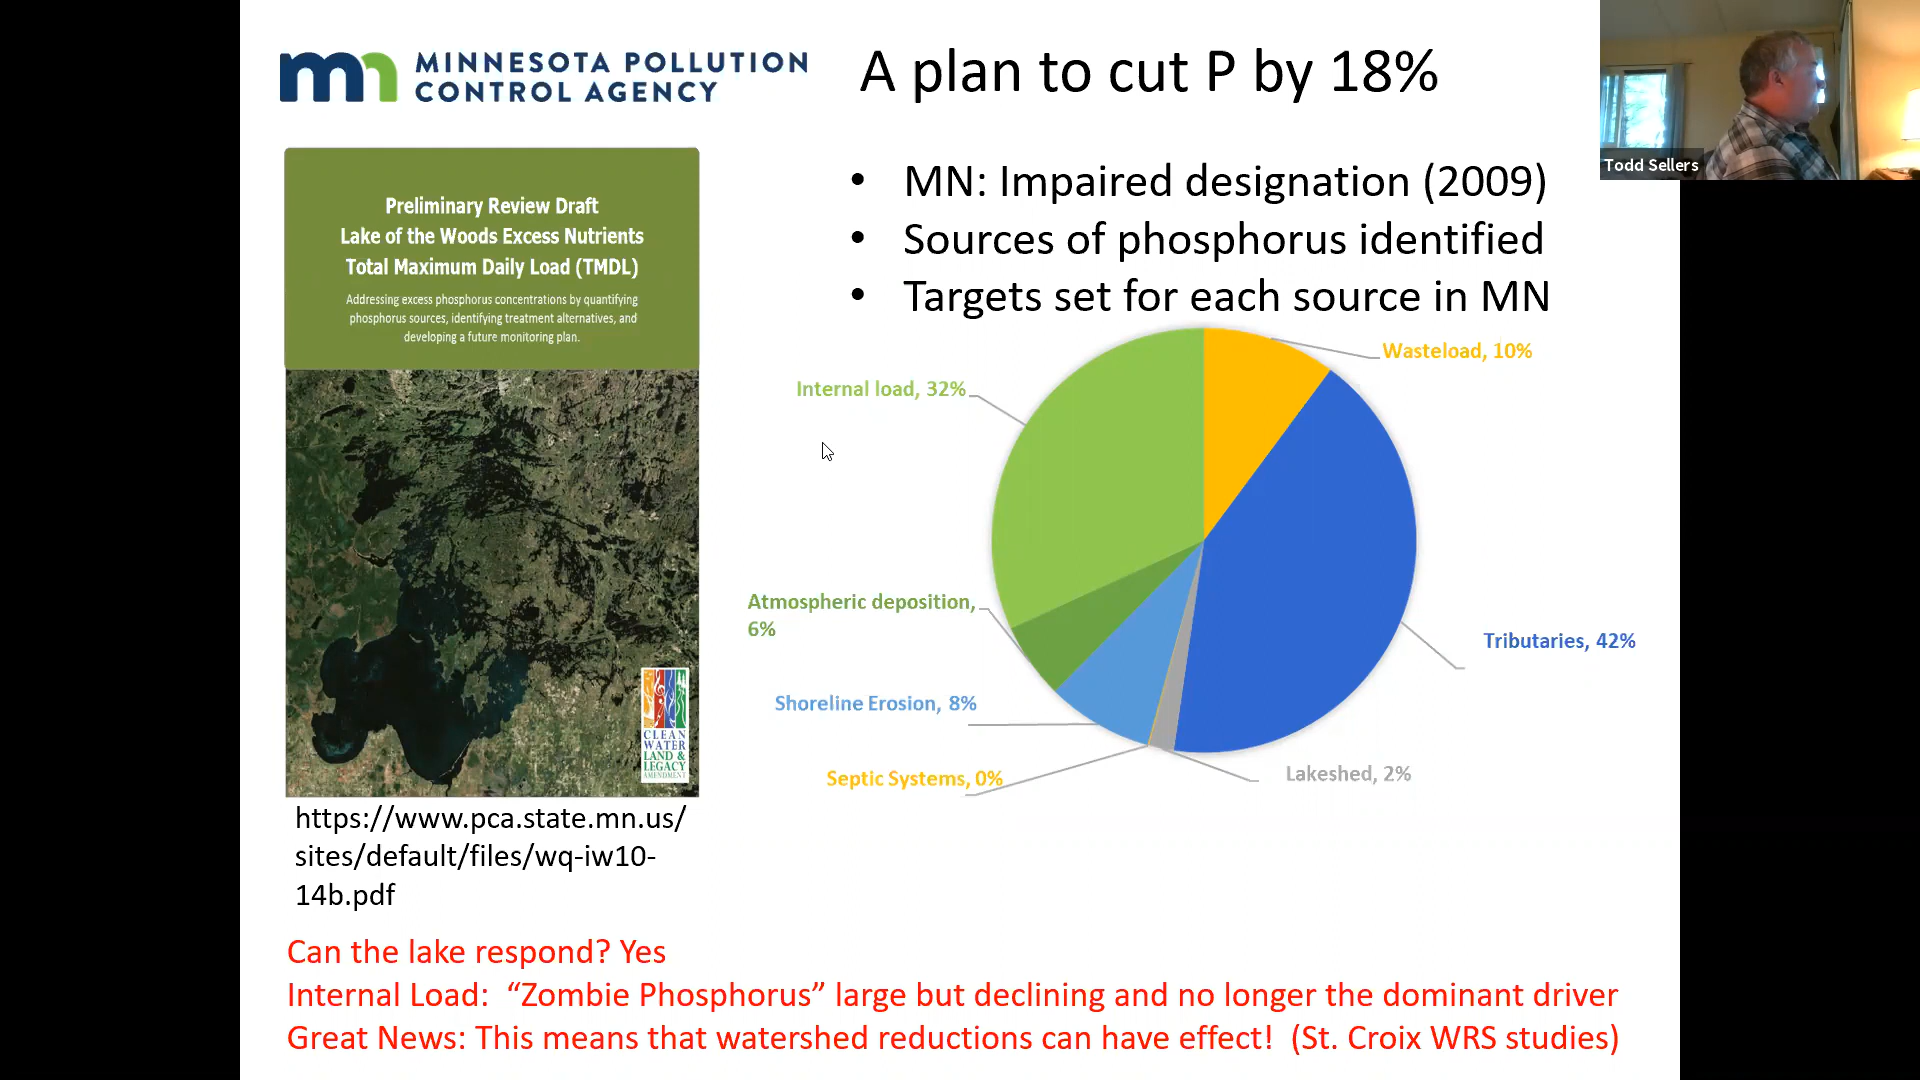 MINNESOTA POLLUTION
CONTROL AGENCY
A plan to cut P by 18%
Todd Sellers
Preliminary Review Draft
Lake of the Woods Excess Nutrients
Total Maximum Daily Load (TMDL)
Addressing excess phosphorus concentrations by quantifying
phosphorus sources, identifying treatment alternatives, and
developing a future monitoring plan.
• MN: Impaired designation (2009)
• Sources of phosphorus identified
• Targets set for each source in MN
Wasteload, 10%
Internal load, 32%
Atmospheric deposition,
6%
Tributaries, 42%
Shoreline Erosion, 8%
Septic Systems, 0%
Lakeshed, 2%
CLEAN
WATER
LAND &
LEGACY
AMENDMENT
https://www.pca.state.mn.us/
sites/default/files/wq-iw10-
14b.pdf
Can the lake respond? Yes
Internal Load:  “Zombie Phosphorus” large but declining and no longer the dominant driver
Great News: This means that watershed reductions can have effect!  (St. Croix WRS studies)